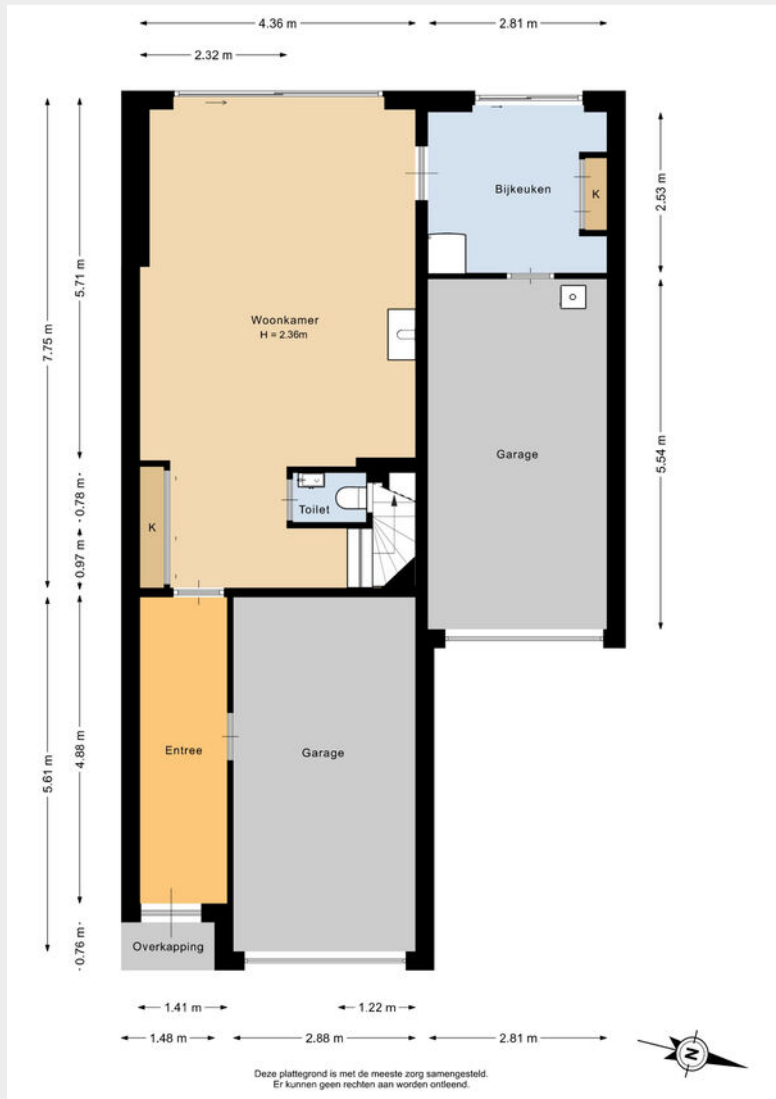 4.36 m
2.81 m
2.32 m
Bijkeuken
K
2.53 m
5.71 m
7.75 m
Woonkamer
H = 2.36m
Garage
5.54 m
0.78 m
Toilet
K
0.97 m
Entree
Garage
4.88 m
5.61 m
Overkapping
0.76 m
1.41 m
1.22 m
1.48 m
2.88 m
2.81 m
N
Deze plattegrond is met de meeste zorg samengesteld.
Er kunnen geen rechten aan worden ontleend.